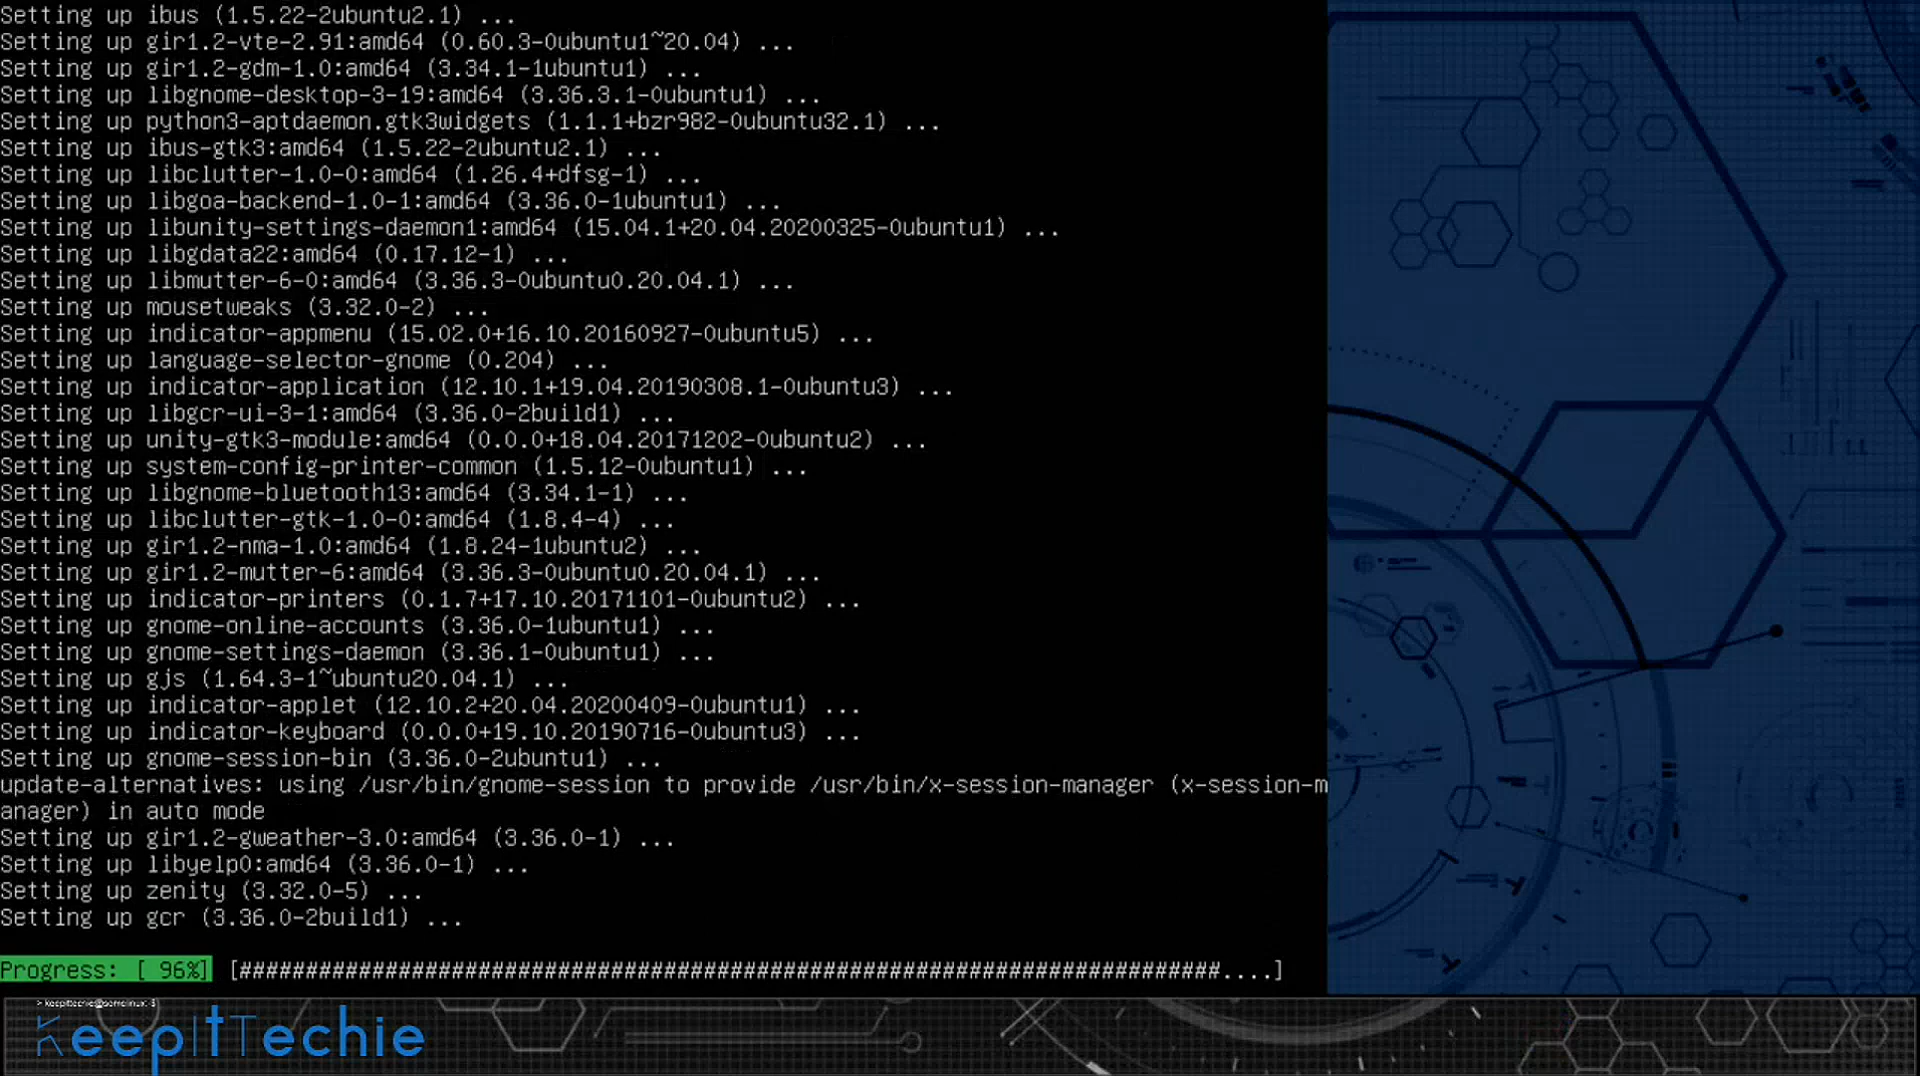 Setting up ibus (1.5.22-2ubuntu2.1) ...
Setting up gir1.2-vte-2.91:amd64 (0.60.3-0ubuntu1~20.04) ...
Setting up gir1.2-gdm-1.0:amd64 (3.34.1-1ubuntu1) ...
Setting up libgnome-desktop-3-19:amd64 (3.36.3.1-0ubuntu1) ...
Setting up python3-aptdaemon.gtk3widgets (1.1.1+bzr982-0ubuntu32.1) ...
Setting up ibus-gtk3:amd64 (1.5.22-2ubuntu2.1) ...
Setting up libclutter-1.0-0:amd64 (1.26.4+dfsg-1) ...
Setting up libgoa-backend-1.0-1:amd64 (3.36.0-1ubuntu1) ...
Setting up libunity-settings-daemon1:amd64 (15.04.1+20.04.20200325-0ubuntu1) ...
Setting up libgdata22:amd64 (0.17.12-1) ...
Setting up libmutter-6-0:amd64 (3.36.3-0ubuntu0.20.04.1) ...
Setting up mousetweaks (3.32.0-2) ...
Setting up indicator-appmenu (15.02.0+16.10.20160927-0ubuntu5) ...
Setting up language-selector-gnome (0.204) ...
Setting up indicator-application (12.10.1+19.04.20190308.1-0ubuntu3) ...
Setting up libgcr-ui-3-1:amd64 (3.36.0-2build1) ...
Setting up unity-gtk3-module:amd64 (0.0.0+18.04.20171202-0ubuntu2) ...
Setting up system-config-printer-common (1.5.12-0ubuntu1) ...
Setting up libgnome-bluetooth13:amd64 (3.34.1-1) ...
Setting up libclutter-gtk-1.0-0:amd64 (1.8.4-4) ...
Setting up gir1.2-nma-1.0:amd64 (1.8.24-1ubuntu2) ...
Setting up gir1.2-mutter-6:amd64 (3.36.3-0ubuntu0.20.04.1) ...
Setting up indicator-printers (0.1.7+17.10.20171101-0ubuntu2) ...
Setting up gnome-online-accounts (3.36.0-1ubuntu1) ...
Setting up gnome-settings-daemon (3.36.1-0ubuntu1) ...
Setting up gjs (1.64.3-1~ubuntu20.04.1) ...
Setting up indicator-applet (12.10.2+20.04.20200409-0ubuntu1) ...
Setting up indicator-keyboard (0.0.0+19.10.20190716-0ubuntu3) ...
Setting up gnome-session-bin (3.36.0-2ubuntu1) ...
update-alternatives: using /usr/bin/gnome-session to provide /usr/bin/x-session-manager (x-session-m
anager) in auto mode
Setting up gir1.2-gweather-3.0:amd64 (3.36.0-1) ...
Setting up libyelp0:amd64 (3.36.0-1) ...
Setting up zenity (3.32.0-5) ...
Setting up gcr (3.36.0-2build1) ...
Progress: [ 96%] [##########################################################################....]
> keepittechie@somelinux:~$
KeepItTechie